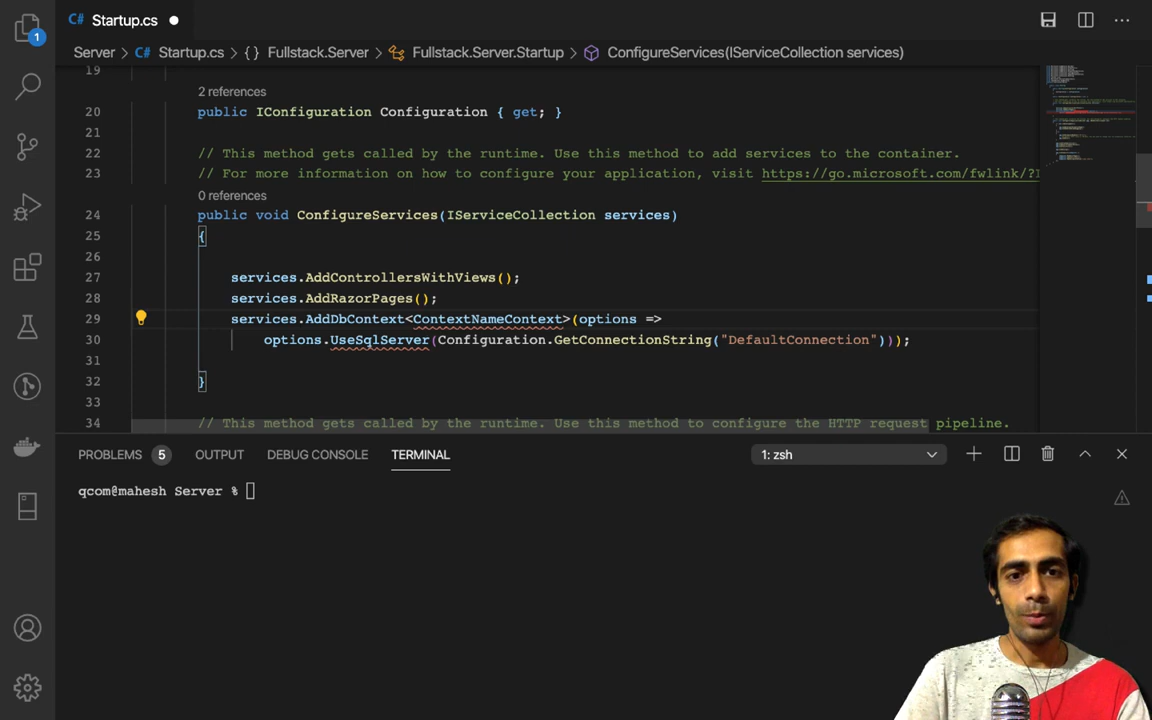 1
C# Startup.cs
Server > C# Startup.cs > {} Fullstack.Server > Fullstack.Server.Startup > ConfigureServices(IServiceCollection services)
19
2 references
20 public IConfiguration Configuration { get; }
21
22 // This method gets called by the runtime. Use this method to add services to the container.
23 // For more information on how to configure your application, visit https://go.microsoft.com/fwlink/?
0 references
24 public void ConfigureServices(IServiceCollection services)
25 {
26
27 services.AddControllersWithViews();
28 services.AddRazorPages();
29 services.AddDbContext<ContextNameContext>(options =>
30 options.UseSqlServer(Configuration.GetConnectionString("DefaultConnection")));
31
32 }
33
34 // This method gets called by the runtime. Use this method to configure the HTTP request pipeline.
PROBLEMS 5 OUTPUT DEBUG CONSOLE TERMINAL 1: zsh
qcom@mahesh Server %